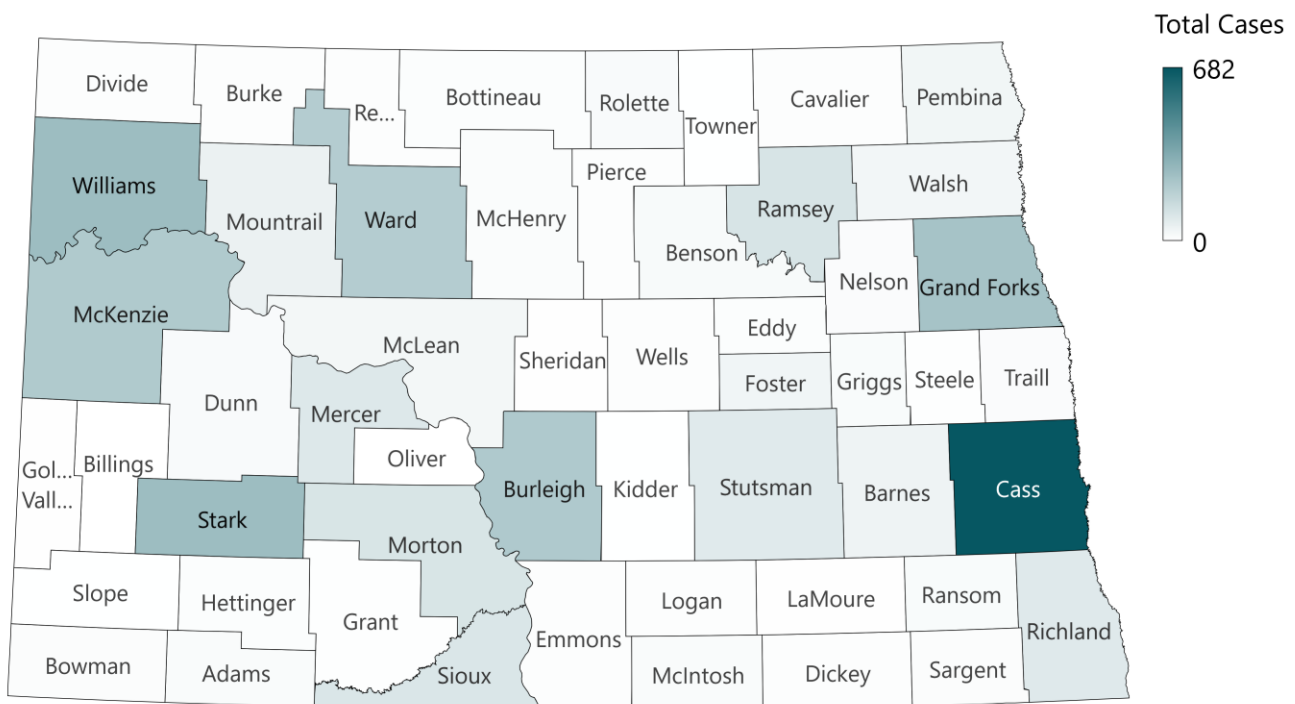 Total Cases
682
0
Divide
Burke
Re...
Bottineau
Rolette
Towner
Cavalier
Pembina
Williams
Mountrail
Ward
McHenry
Pierce
Benson
Ramsey
Walsh
Nelson
Grand Forks
McKenzie
Dunn
McLean
Mercer
Oliver
Sheridan
Wells
Eddy
Foster
Griggs
Steele
Traill
Gol...
Vall...
Billings
Stark
Morton
Burleigh
Kidder
Stutsman
Barnes
Cass
Slope
Hettinger
Grant
Bowman
Adams
Sioux
Emmons
Logan
McIntosh
LaMoure
Dickey
Ransom
Sargent
Richland